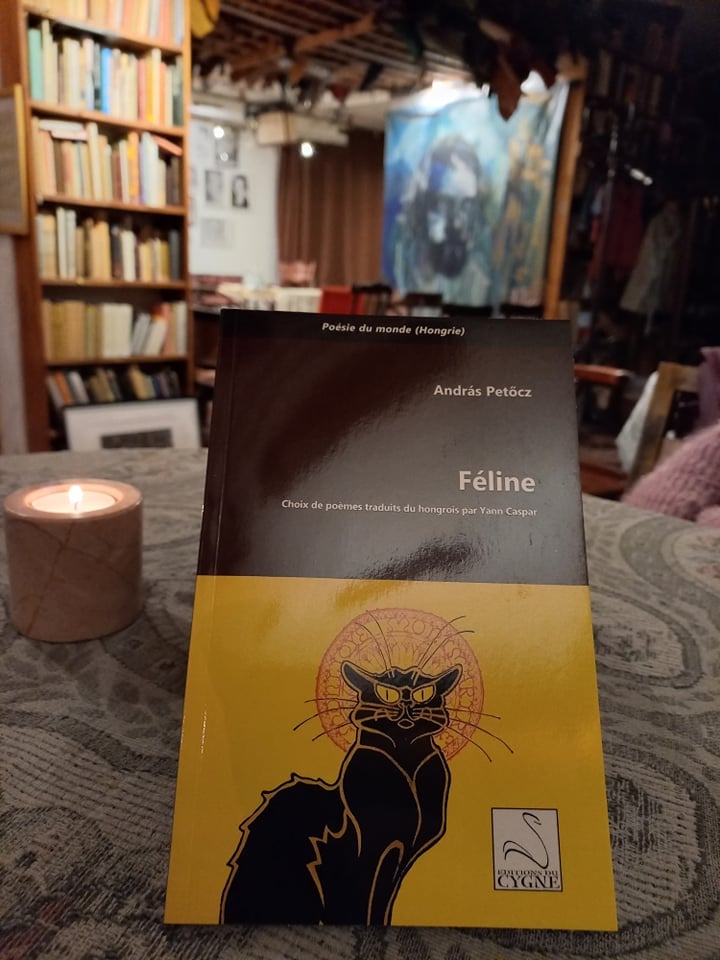 Poésie du monde (Hongrie)
András Petőcz
Féline
Choix de poèmes traduits du hongrois par Yann Caspar
EDITIONS DU
CYGNE